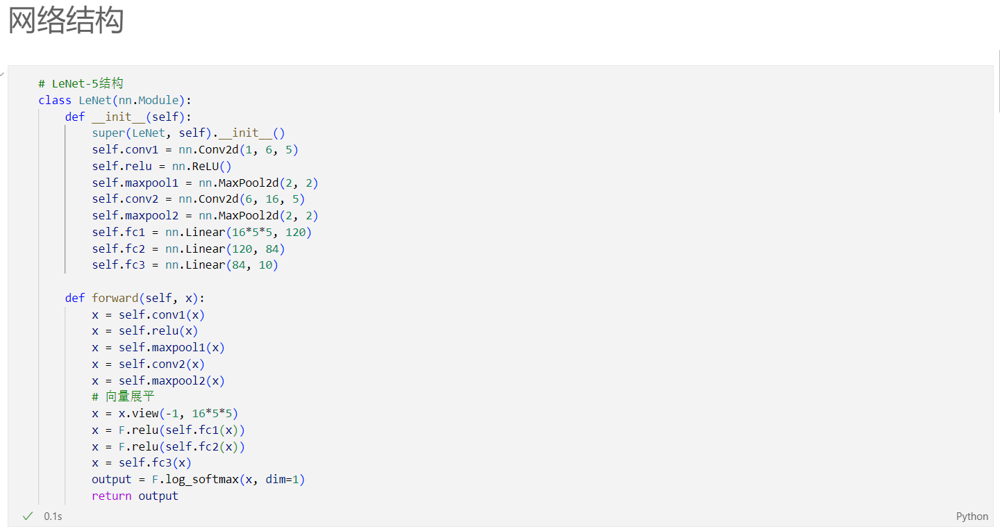 网络结构
# LeNet-5结构
class LeNet(nn.Module):
    def __init__(self):
        super(LeNet, self).__init__()
        self.conv1 = nn.Conv2d(1, 6, 5)
        self.relu = nn.ReLU()
        self.maxpool1 = nn.MaxPool2d(2, 2)
        self.conv2 = nn.Conv2d(6, 16, 5)
        self.maxpool2 = nn.MaxPool2d(2, 2)
        self.fc1 = nn.Linear(16*5*5, 120)
        self.fc2 = nn.Linear(120, 84)
        self.fc3 = nn.Linear(84, 10)
    def forward(self, x):
        x = self.conv1(x)
        x = self.relu(x)
        x = self.maxpool1(x)
        x = self.conv2(x)
        x = self.maxpool2(x)
        # 向量展平
        x = x.view(-1, 16*5*5)
        x = F.relu(self.fc1(x))
        x = F.relu(self.fc2(x))
        x = self.fc3(x)
        output = F.log_softmax(x, dim=1)
        return output
0.1s
Python